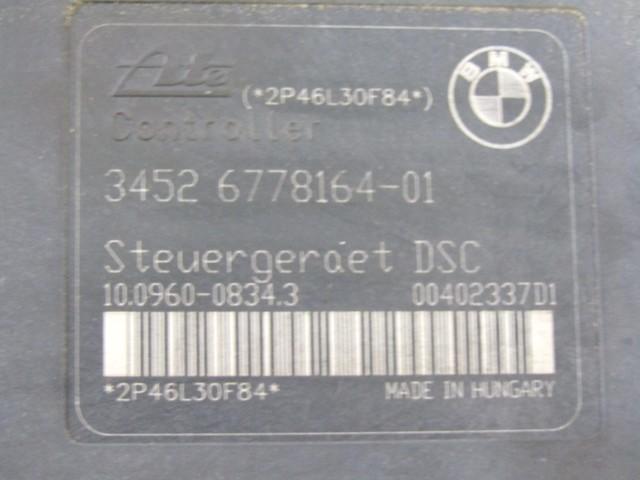 Ate
(*2P46L30F84*)
BMW
Controller
3452 6778164-01
Steuergeraet DSC
10.0960-0834.3 00402337D1
*2P46L30F84* MADE IN HUNGARY